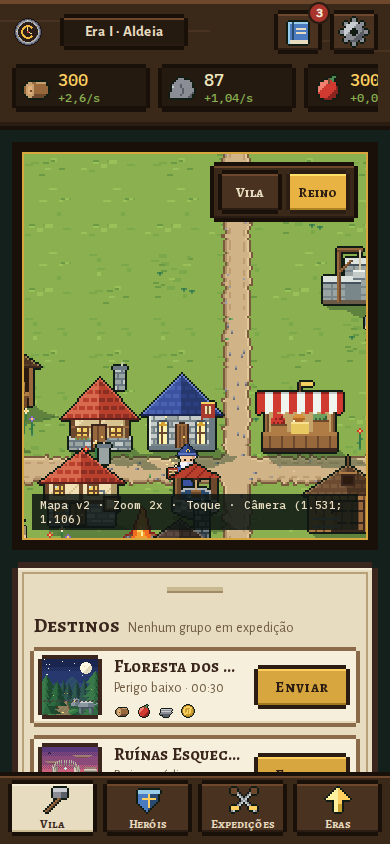 3
Era I · Aldeia
300
+2,6/s
87
+1,04/s
300
+0,0
Vila
Reino
Mapa v2 · Zoom 2x · Toque · Câmera (1.531;
1.106)
Destinos Nenhum grupo em expedição
Floresta dos ...
Perigo baixo · 00:30
Enviar
Ruínas Esquec...
Vila
Heróis
Expedições
Eras